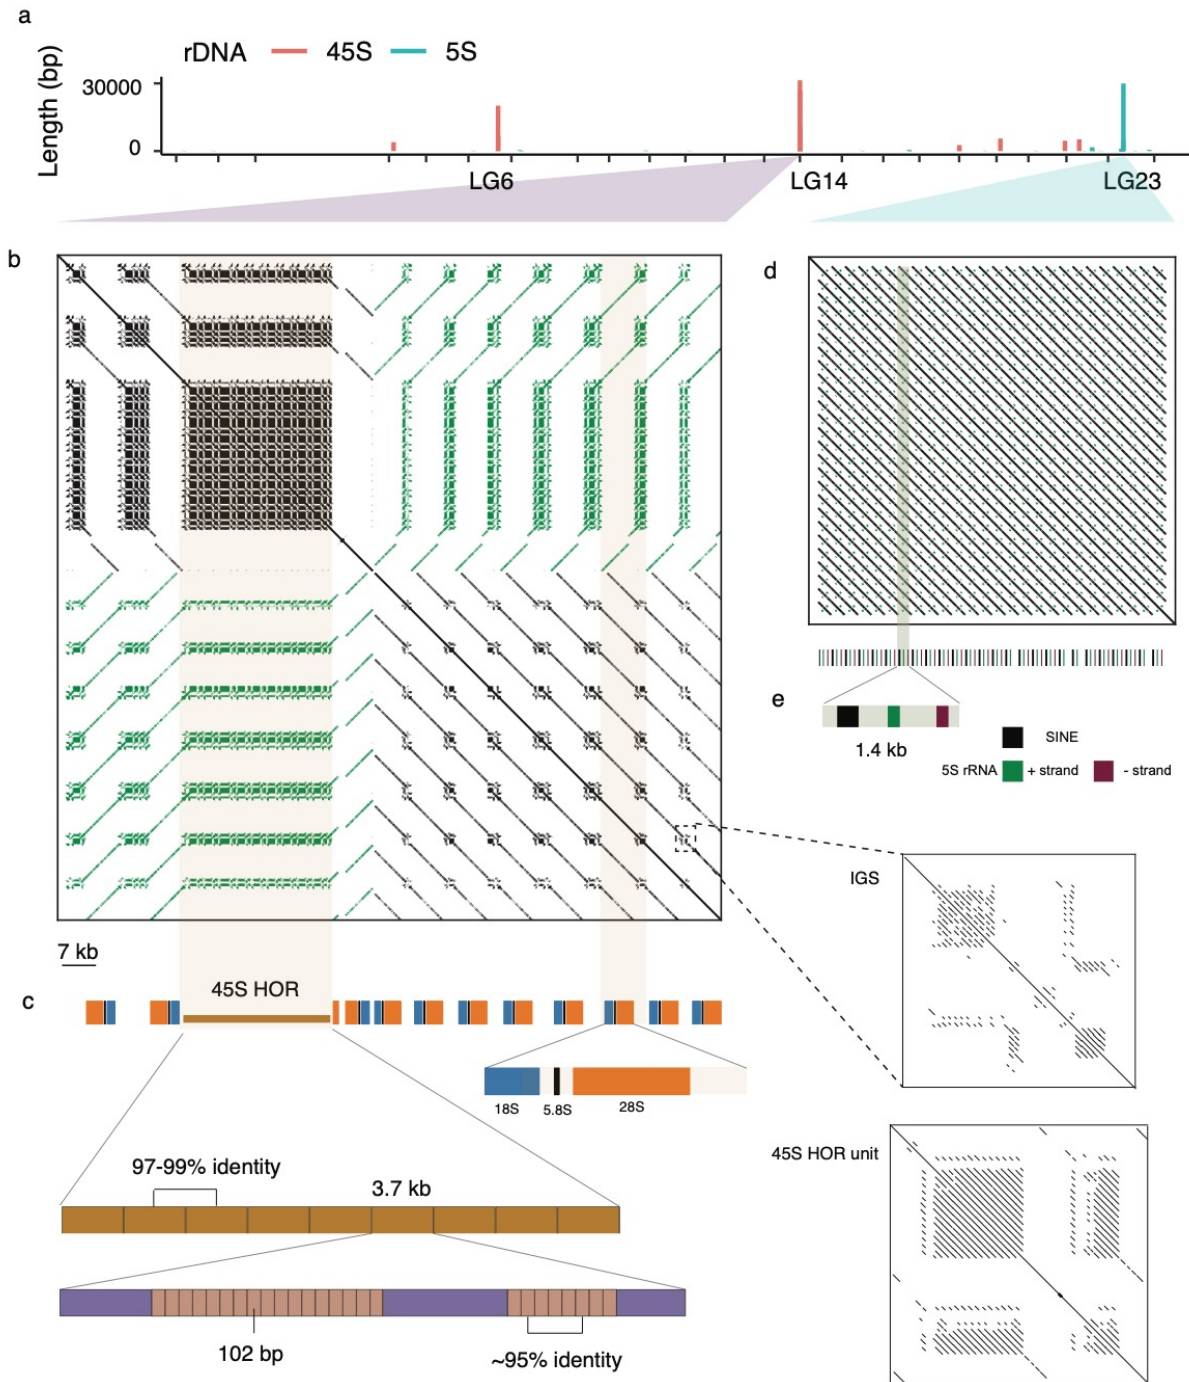 a
rDNA 45S 5S
Length (bp)
30000
0
LG6
LG14
LG23
b
d
e
1.4 kb
SINE
5S rRNA + strand - strand
IGS
7 kb
c
45S HOR
18S
5.8S
28S
45S HOR unit
97-99% identity
3.7 kb
102 bp
~95% identity